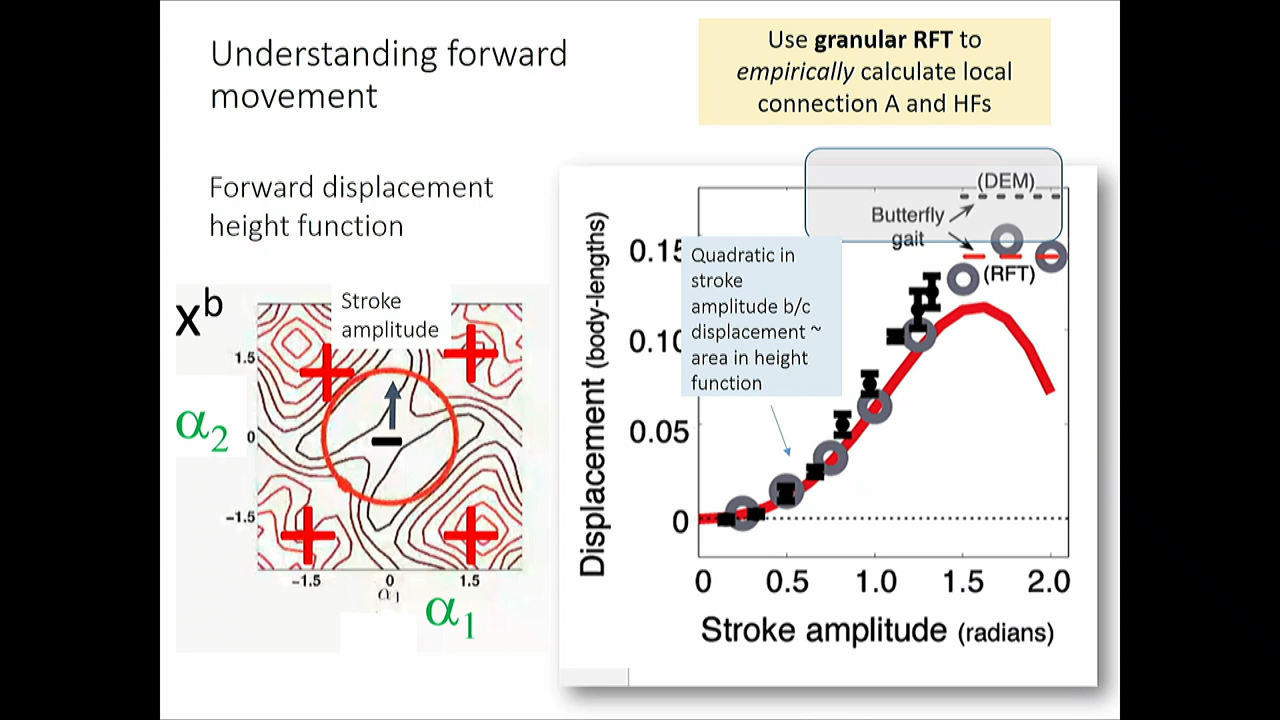 Understanding forward
movement
Use granular RFT to
empirically calculate local
connection A and HFs
Forward displacement
height function
x^b
Stroke
amplitude
1.5
0
-1.5
α2
-1.5
0
1.5
α1
α1
Displacement (body-lengths)
0.15
0.10
0.05
0
Quadratic in
stroke
amplitude b/c
displacement ~
area in height
function
(DEM)
Butterfly
gait
(RFT)
0
0.5
1.0
1.5
2.0
Stroke amplitude (radians)